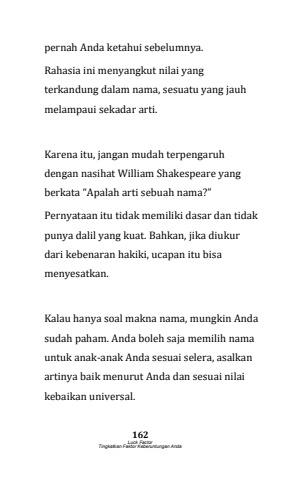 pernah Anda ketahui sebelumnya.
Rahasia ini menyangkut nilai yang
terkandung dalam nama, sesuatu yang jauh
melampaui sekadar arti.
Karena itu, jangan mudah terpengaruh
dengan nasihat William Shakespeare yang
berkata “Apalah arti sebuah nama?”
Pernyataan itu tidak memiliki dasar dan tidak
punya dalil yang kuat. Bahkan, jika diukur
dari kebenaran hakiki, ucapan itu bisa
menyesatkan.
Kalau hanya soal makna nama, mungkin Anda
sudah paham. Anda boleh saja memilih nama
untuk anak-anak Anda sesuai selera, asalkan
artinya baik menurut Anda dan sesuai nilai
kebaikan universal.
162
Luck Factor
Tingkatkan Faktor Keberuntungan Anda